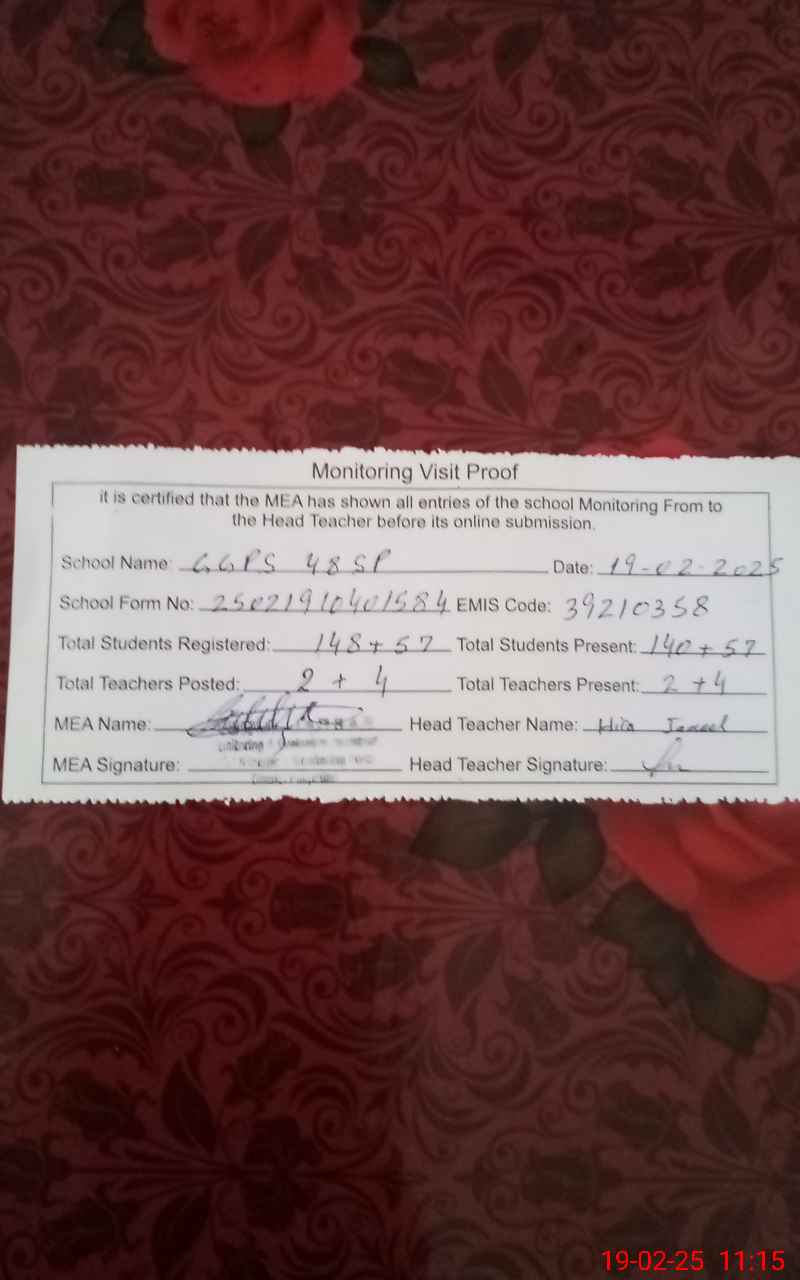 Monitoring Visit Proof
it is certified that the MEA has shown all entries of the school Monitoring From to
the Head Teacher before its online submission.
School Name: GGPS 48 SP Date: 19-02-2025
School Form No: 25021910401584 EMIS Code: 39210358
Total Students Registered: 148 + 57 Total Students Present: 140 + 57
Total Teachers Posted: 2 + 4 Total Teachers Present: 2 + 4
MEA Name: Head Teacher Name: Hira Jameel
MEA Signature: Head Teacher Signature:
19-02-25 11:15